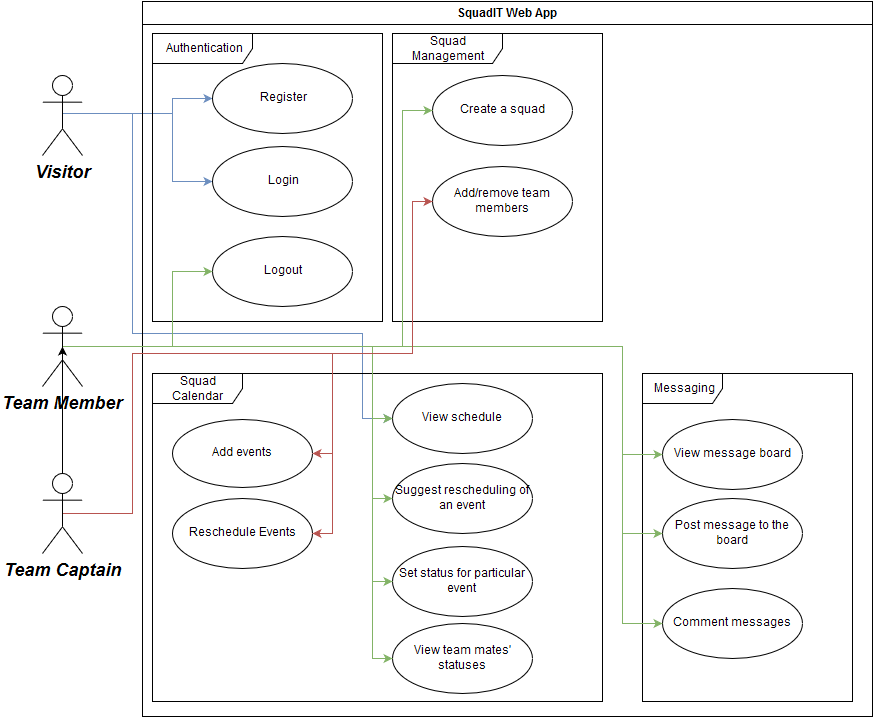 SquadIT Web App
Authentication
Register
Login
Logout
Squad
Management
Create a squad
Add/remove team
members
Visitor
Team Member
Team Captain
Squad
Calendar
Add events
Reschedule Events
View schedule
Suggest rescheduling of
an event
Set status for particular
event
View team mates'
statuses
Messaging
View message board
Post message to the
board
Comment messages